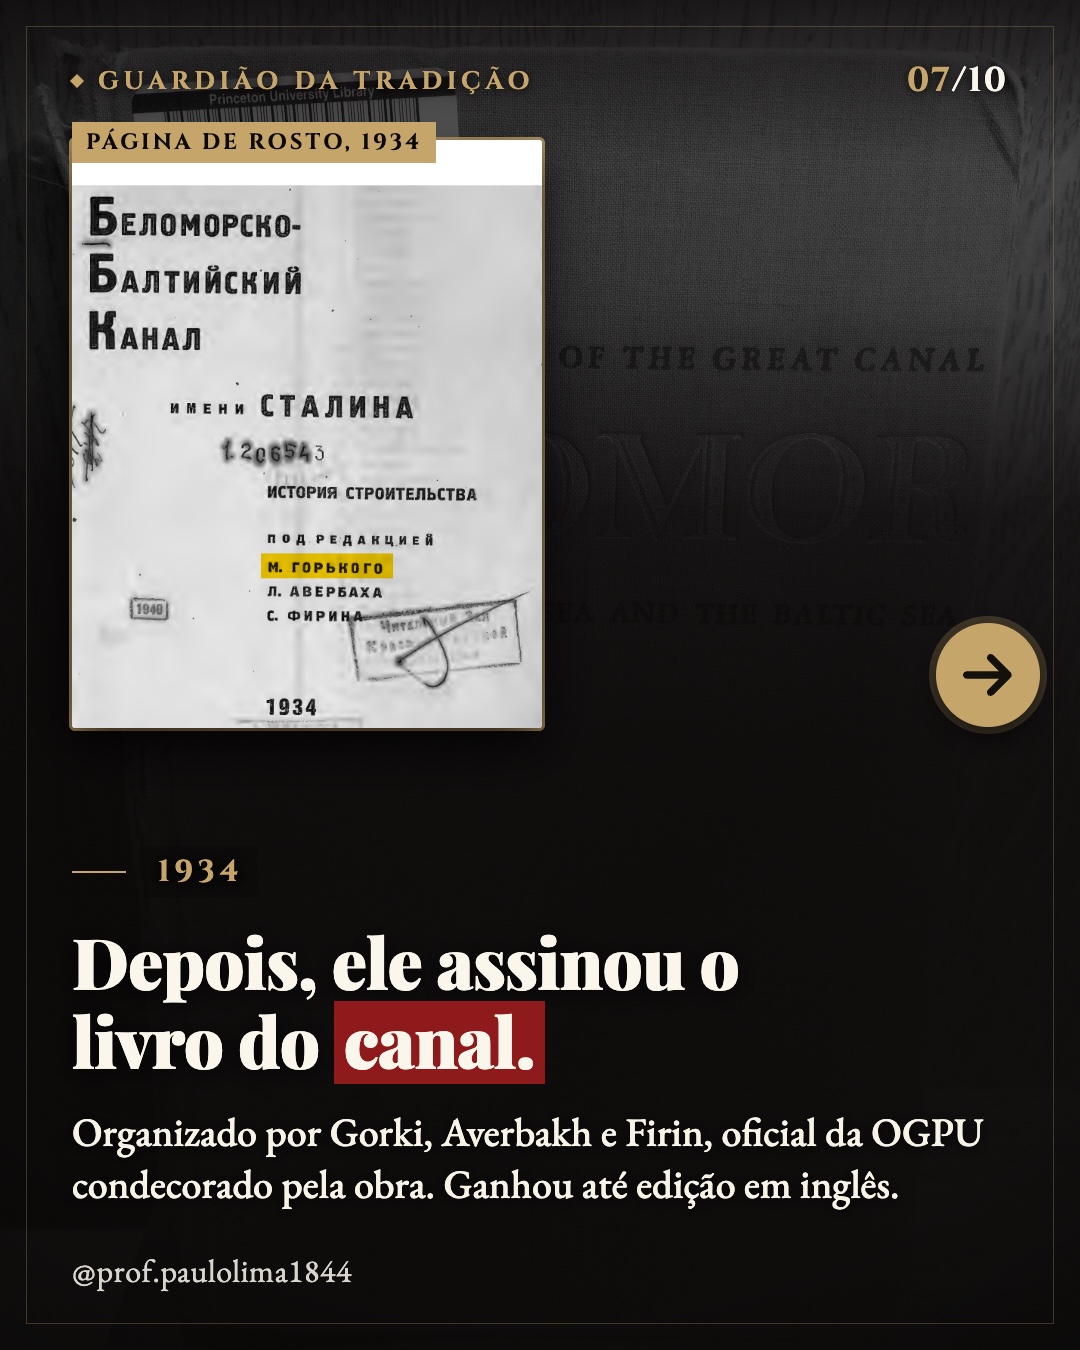 ◆ GUARDIÃO DA TRADIÇÃO
07/10
Princeton University Library
PÁGINA DE ROSTO, 1934
БЕЛОМОРСКО-
БАЛТИЙСКИЙ
КАНАЛ
ИМЕНИ СТАЛИНА
1206543
ИСТОРИЯ СТРОИТЕЛЬСТВА
ПОД РЕДАКЦИЕЙ
М. ГОРЬКОГО
Л. АВЕРБАХА
С. ФИРИНА
1940
1934
OF THE GREAT CANAL
OMOR
SEA AND THE BALTIC SEA
1934
Depois, ele assinou o
livro do canal.
Organizado por Gorki, Averbakh e Firin, oficial da OGPU
condecorado pela obra. Ganhou até edição em inglês.
@prof.paulolima1844